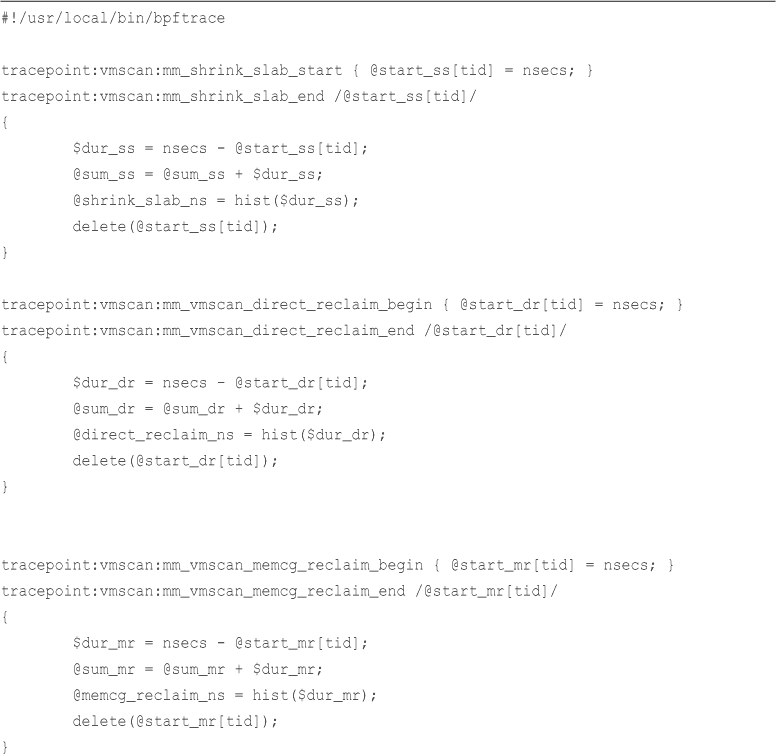 #!/usr/local/bin/bpftrace
tracepoint:vmscan:mm_shrink_slab_start { @start_ss[tid] = nsecs; }
tracepoint:vmscan:mm_shrink_slab_end /@start_ss[tid]/
{
        $dur_ss = nsecs - @start_ss[tid];
        @sum_ss = @sum_ss + $dur_ss;
        @shrink_slab_ns = hist($dur_ss);
        delete(@start_ss[tid]);
}
tracepoint:vmscan:mm_vmscan_direct_reclaim_begin { @start_dr[tid] = nsecs; }
tracepoint:vmscan:mm_vmscan_direct_reclaim_end /@start_dr[tid]/
{
        $dur_dr = nsecs - @start_dr[tid];
        @sum_dr = @sum_dr + $dur_dr;
        @direct_reclaim_ns = hist($dur_dr);
        delete(@start_dr[tid]);
}
tracepoint:vmscan:mm_vmscan_memcg_reclaim_begin { @start_mr[tid] = nsecs; }
tracepoint:vmscan:mm_vmscan_memcg_reclaim_end /@start_mr[tid]/
{
        $dur_mr = nsecs - @start_mr[tid];
        @sum_mr = @sum_mr + $dur_mr;
        @memcg_reclaim_ns = hist($dur_mr);
        delete(@start_mr[tid]);
}